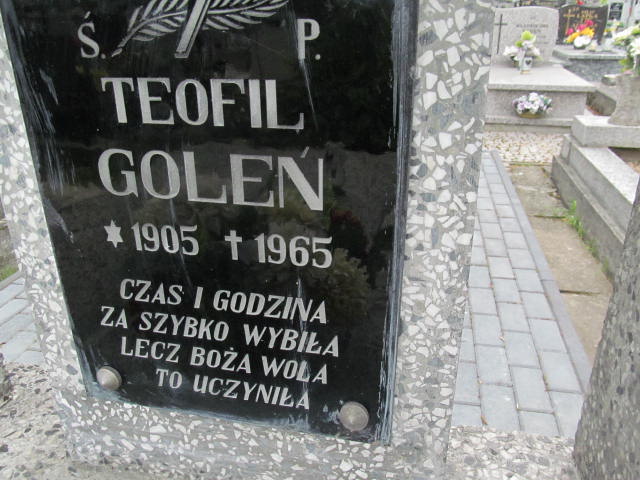 Ś. P.
TEOFIL
GOLEŃ
* 1905 † 1965
CZAS I GODZINA
ZA SZYBKO WYBIŁA
LECZ BOŻA WOLA
TO UCZYNIŁA